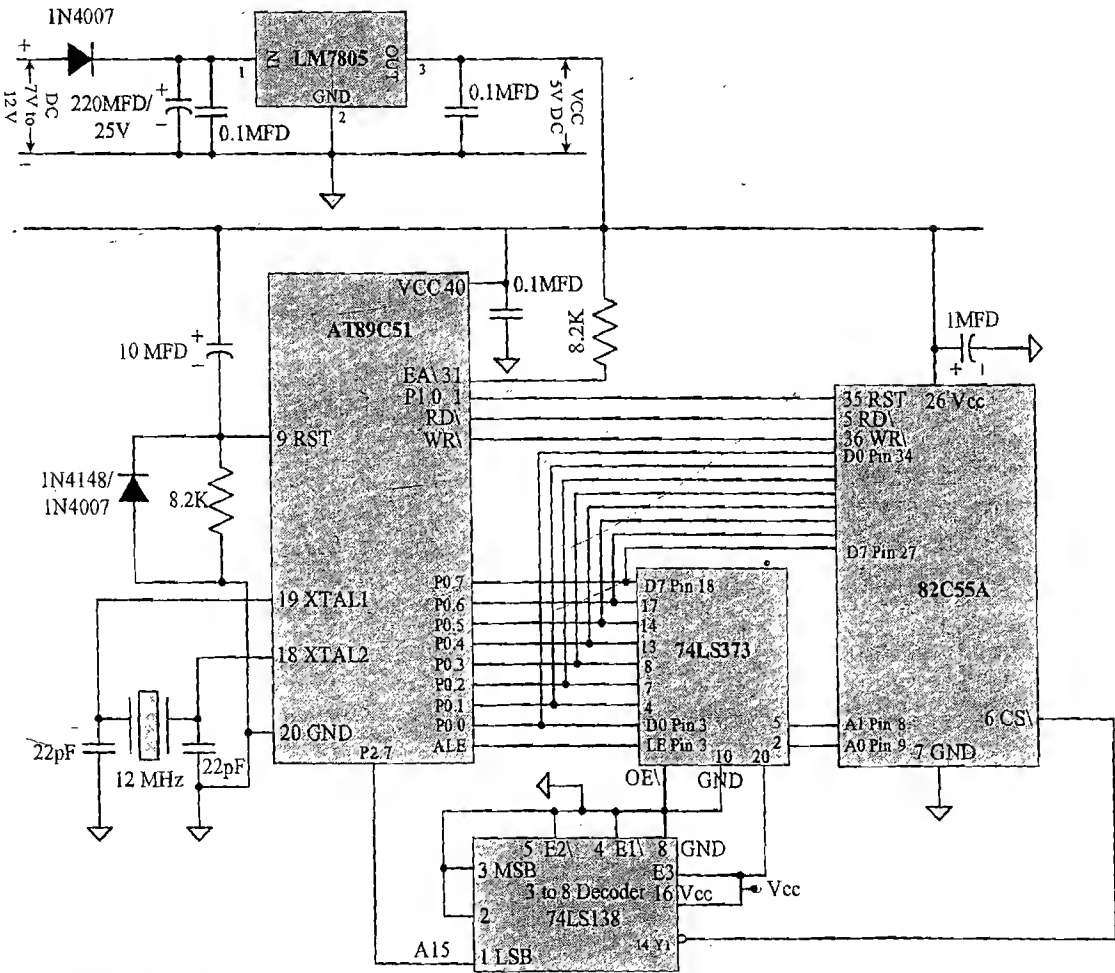 1N4007
+
DC
7V to
12V
-
220MFD/
25V
+
-
0.1MFD
1
IN
LM7805
OUT
GND
2
3
0.1MFD
VCC
5V DC
10 MFD
+
-
1N4148/
1N4007
8.2K
VCC 40
AT89C51
EA\ 31
P1.0 1
RD\
WR\
9 RST
19 XTAL1
18 XTAL2
20 GND
P0.7
P0.6
P0.5
P0.4
P0.3
P0.2
P0.1
P0.0
ALE
P2.7
0.1MFD
8.2K
1MFD
+
-
35 RST
26 Vcc
5 RD\
36 WR\
D0 Pin 34
D7 Pin 27
82C55A
6 CS\
A1 Pin 8
A0 Pin 9
7 GND
D7 Pin 18
17
14
13
8
7
4
D0 Pin 3
LE Pin 3
74LS373
5
2
10
20
OE\
GND
22pF
12 MHz
22pF
5 E2\
4 E1\
8
GND
3 MSB
E3
3 to 8 Decoder
16 Vcc
Vcc
2
74LS138
14 Y1
A15
1 LSB